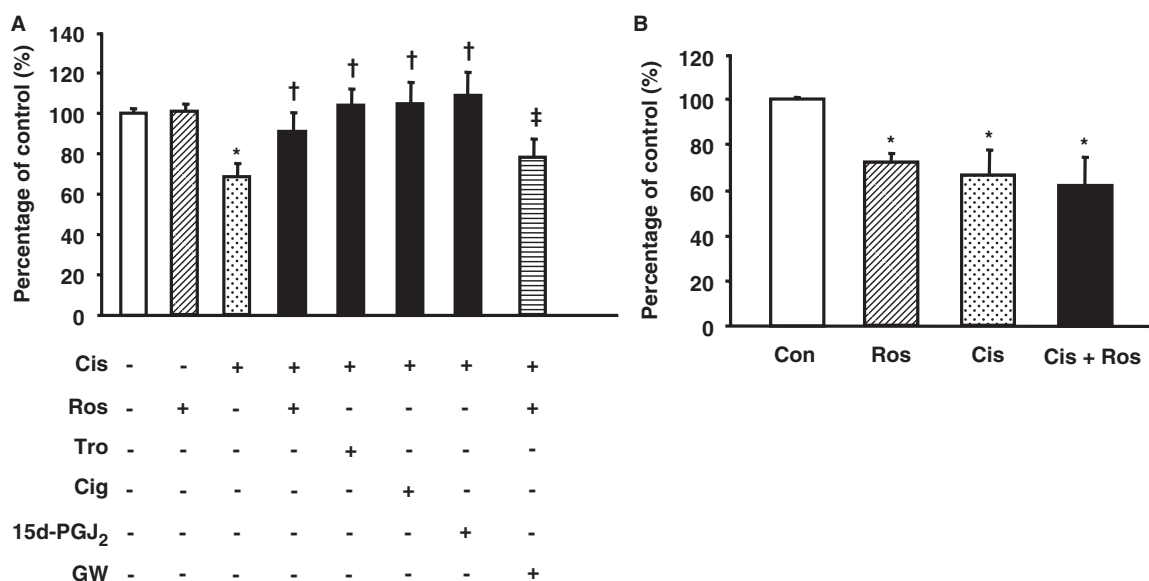 A
Percentage of control (%)
140
120
100
80
60
40
20
0
* † † † † ‡
Cis - - + + + + + +
Ros - + - + - - - +
Tro - - - - + - - -
Cig - - - - - + - -
15d-PGJ₂ - - - - - - + -
GW - - - - - - - +
B
Percentage of control (%)
120
100
80
60
40
20
0
* * *
Con Ros Cis Cis + Ros